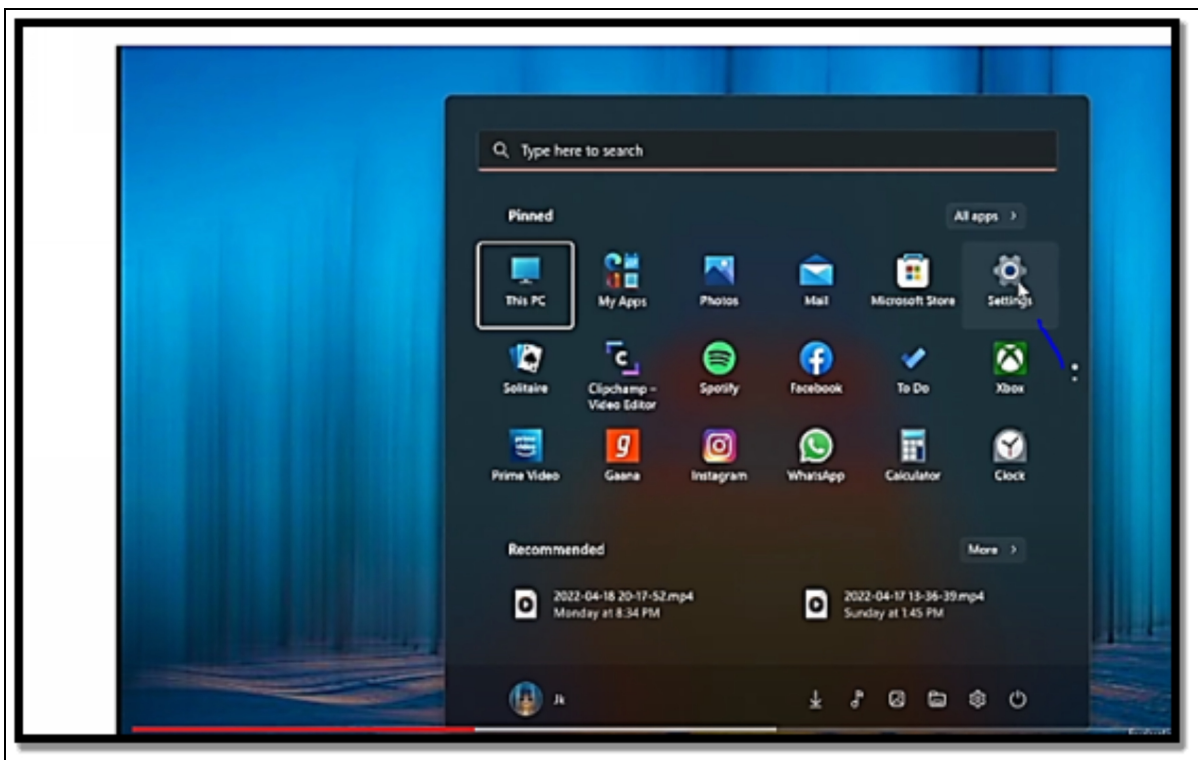 Type here to search
Pinned
All apps >
This PC
My Apps
Photos
Mail
Microsoft Store
Settings
Solitaire
Clipchamp –
Video Editor
Spotify
Facebook
To Do
Xbox
prime video
Prime Video
Gaana
Instagram
WhatsApp
Calculator
Clock
Recommended
More >
2022-04-18 20-17-52.mp4
Monday at 8:34 PM
2022-04-17 13-36-39.mp4
Sunday at 1:45 PM
Jk